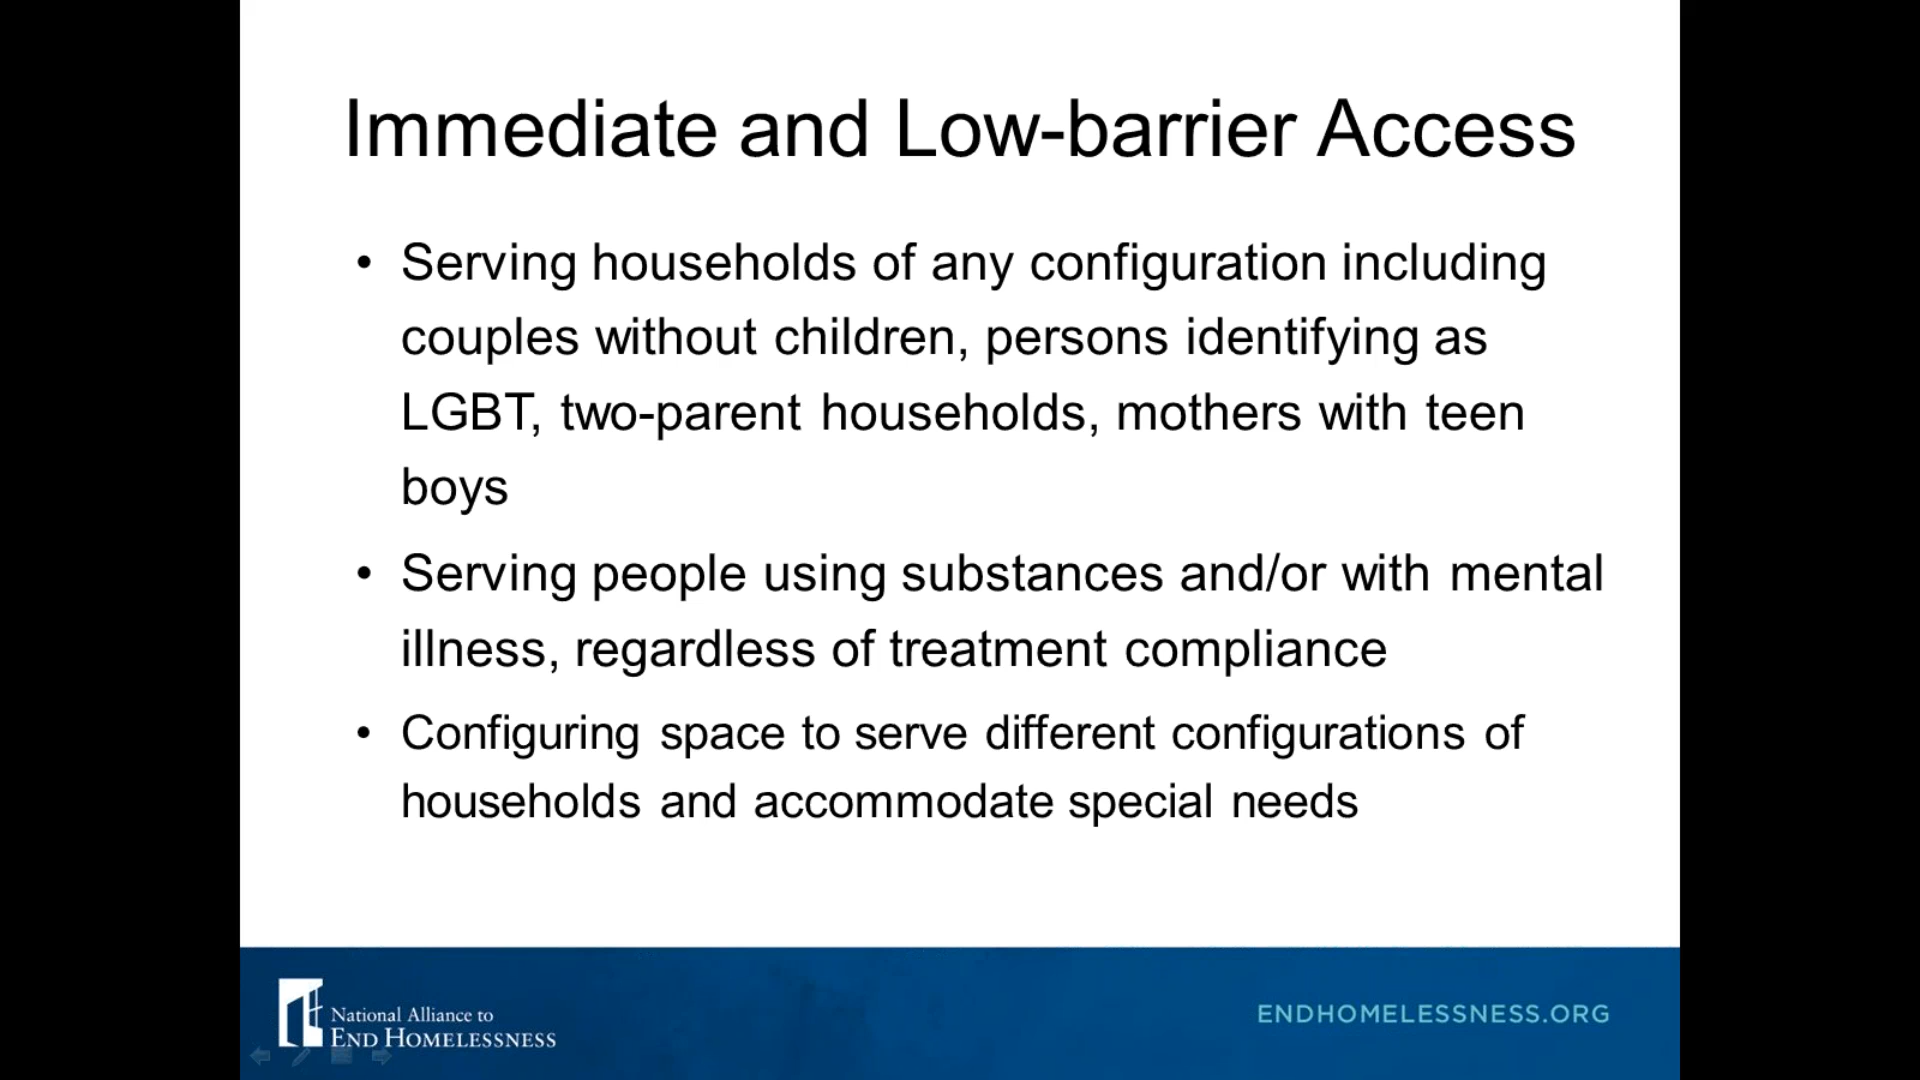 Immediate and Low-barrier Access
• Serving households of any configuration including
couples without children, persons identifying as
LGBT, two-parent households, mothers with teen
boys
• Serving people using substances and/or with mental
illness, regardless of treatment compliance
• Configuring space to serve different configurations of
households and accommodate special needs
National Alliance to
END HOMELESSNESS
ENDHOMELESSNESS.ORG